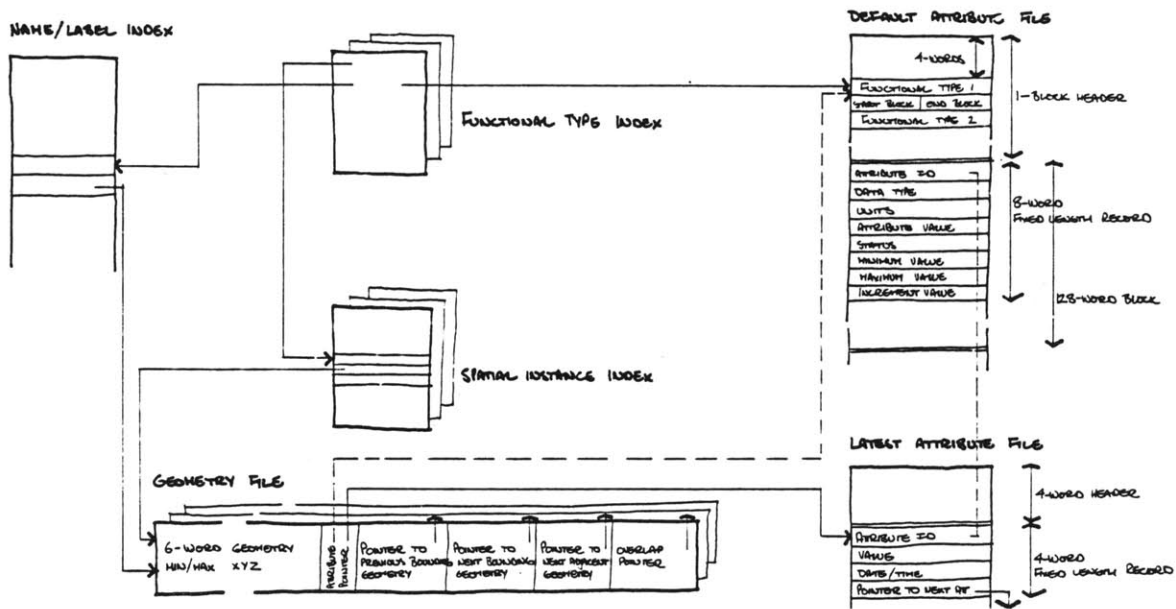 NAME/LABEL INDEX
FUNCTIONAL TYPE INDEX
SPATIAL INSTANCE INDEX
GEOMETRY FILE
6-WORD GEOMETRY
MIN/MAX XYZ
ATTRIBUTE
POINTER
POINTER TO
PREVIOUS BOUNDING
GEOMETRY
POINTER TO
NEXT BOUNDING
GEOMETRY
POINTER TO
NEXT ADJACENT
GEOMETRY
OVERLAP
POINTER
DEFAULT ATTRIBUTE FILE
4-WORDS
FUNCTIONAL TYPE 1
START BLOCK END BLOCK
FUNCTIONAL TYPE 2
1-BLOCK HEADER
ATTRIBUTE ID
DATA TYPE
UNITS
ATTRIBUTE VALUE
STATUS
MINIMUM VALUE
MAXIMUM VALUE
INCREMENT VALUE
8-WORD
FIXED LENGTH RECORD
128-WORD BLOCK
LATEST ATTRIBUTE FILE
4-WORD HEADER
ATTRIBUTE ID
VALUE
DATE/TIME
POINTER TO NEXT AT
4-WORD
FIXED LENGTH RECORD